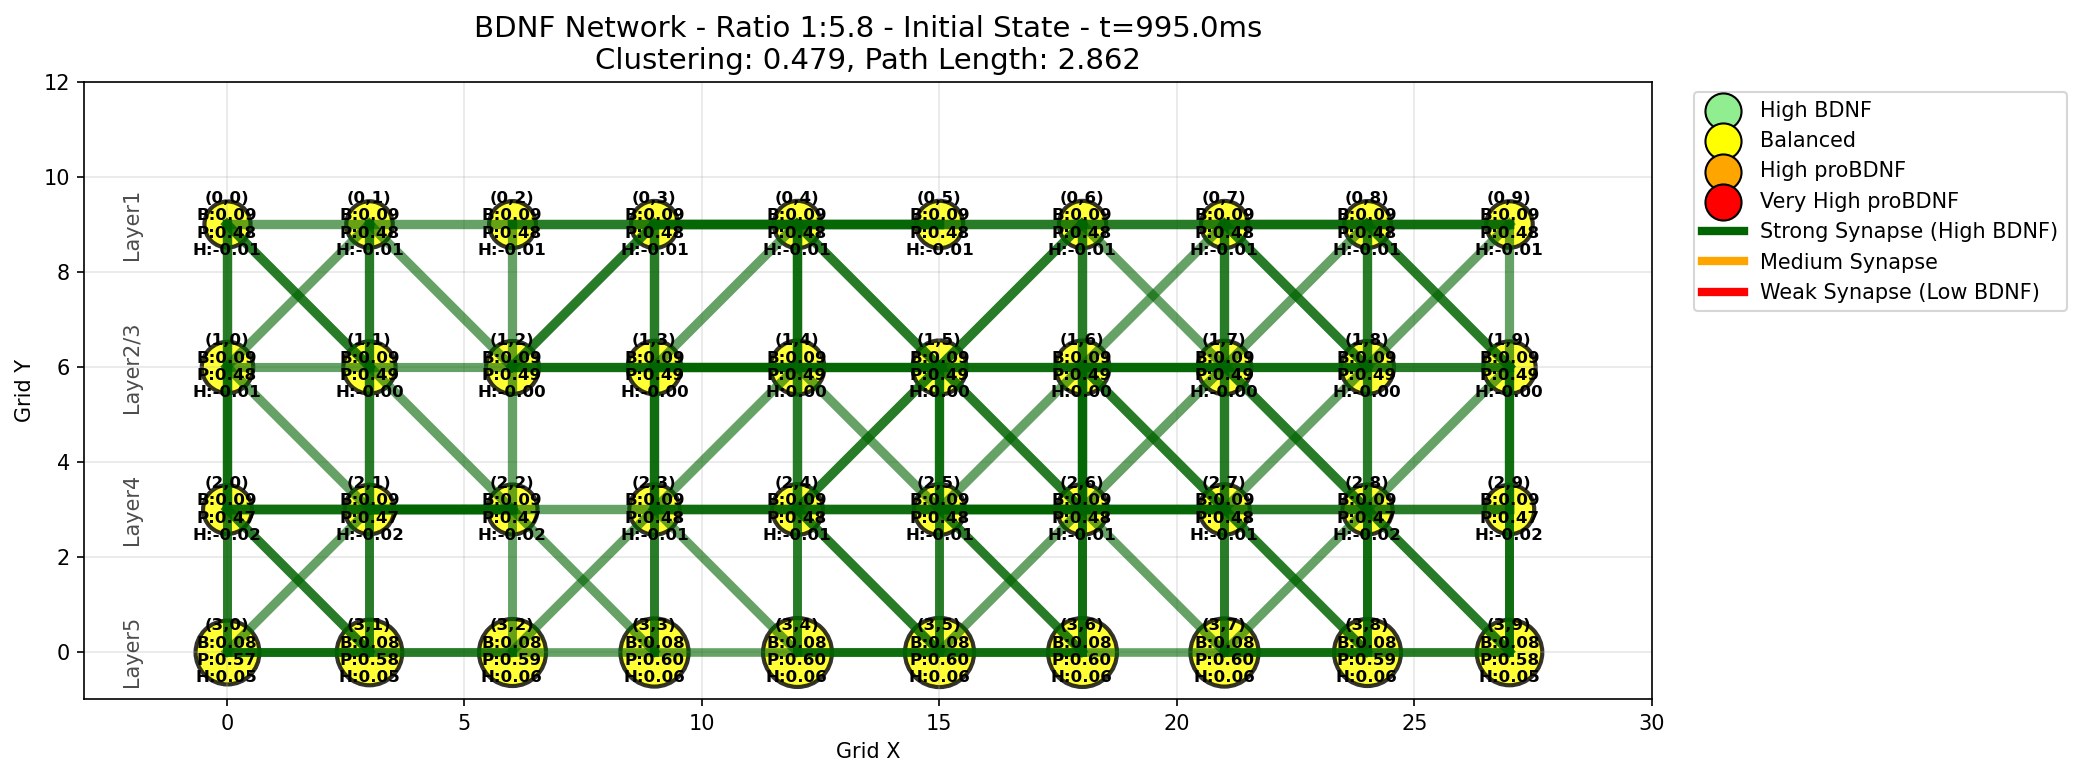 BDNF Network - Ratio 1:5.8 - Initial State - t=995.0ms
Clustering: 0.479, Path Length: 2.862
High BDNF
Balanced
High proBDNF
Very High proBDNF
Strong Synapse (High BDNF)
Medium Synapse
Weak Synapse (Low BDNF)
Grid Y
12
10
8
6
4
2
0
Layer1
(0,0) (0,1) (0,2) (0,3) (0,4) (0,5) (0,6) (0,7) (0,8) (0,9)
B:0.09 B:0.09 B:0.09 B:0.09 B:0.09 B:0.09 B:0.09 B:0.09 B:0.09 B:0.09
P:0.48 P:0.48 P:0.48 P:0.48 P:0.48 P:0.48 P:0.48 P:0.48 P:0.48 P:0.48
H:-0.01 H:-0.01 H:-0.01 H:-0.01 H:-0.01 H:-0.01 H:-0.01 H:-0.01 H:-0.01 H:-0.01
Layer2/3
(1,0) (1,1) (1,2) (1,3) (1,4) (1,5) (1,6) (1,7) (1,8) (1,9)
B:0.09 B:0.09 B:0.09 B:0.09 B:0.09 B:0.09 B:0.09 B:0.09 B:0.09 B:0.09
P:0.48 P:0.49 P:0.49 P:0.49 P:0.49 P:0.49 P:0.49 P:0.49 P:0.49 P:0.49
H:-0.01 H:-0.00 H:-0.00 H:-0.00 H:0.00 H:0.00 H:0.00 H:-0.00 H:-0.00 H:-0.00
Layer4
(2,0) (2,1) (2,2) (2,3) (2,4) (2,5) (2,6) (2,7) (2,8) (2,9)
B:0.09 B:0.09 B:0.09 B:0.09 B:0.09 B:0.09 B:0.09 B:0.09 B:0.09 B:0.09
P:0.47 P:0.47 P:0.47 P:0.48 P:0.48 P:0.48 P:0.48 P:0.48 P:0.47 P:0.47
H:-0.02 H:-0.02 H:-0.02 H:-0.01 H:-0.01 H:-0.01 H:-0.01 H:-0.01 H:-0.02 H:-0.02
Layer5
(3,0) (3,1) (3,2) (3,3) (3,4) (3,5) (3,6) (3,7) (3,8) (3,9)
B:0.08 B:0.08 B:0.08 B:0.08 B:0.08 B:0.08 B:0.08 B:0.08 B:0.08 B:0.08
P:0.57 P:0.58 P:0.59 P:0.60 P:0.60 P:0.60 P:0.60 P:0.60 P:0.59 P:0.58
H:0.05 H:0.05 H:0.06 H:0.06 H:0.06 H:0.06 H:0.06 H:0.06 H:0.06 H:0.05
0 5 10 15 20 25 30
Grid X